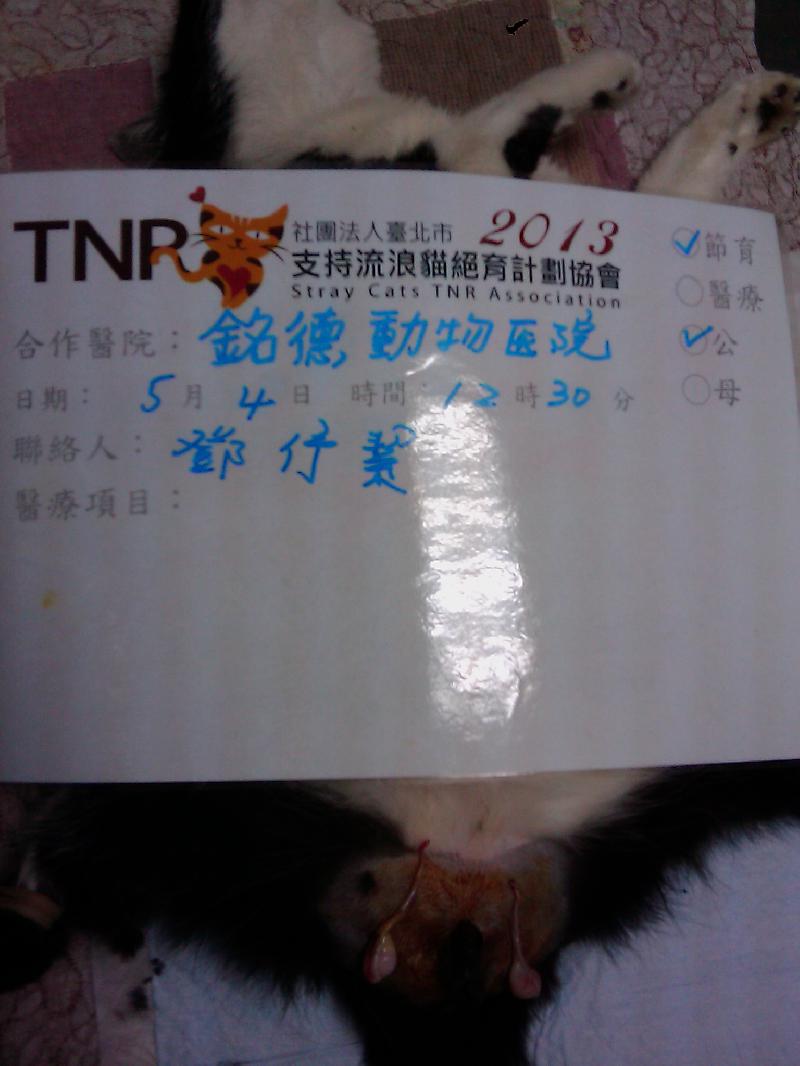 TNR
社團法人臺北市 2013
支持流浪貓絕育計劃協會
Stray Cats TNR Association
節育
醫療
公
母
合作醫院：銘德動物医院
日期：5月4日 時間：12時30分
聯絡人：鄧伃絜
醫療項目：